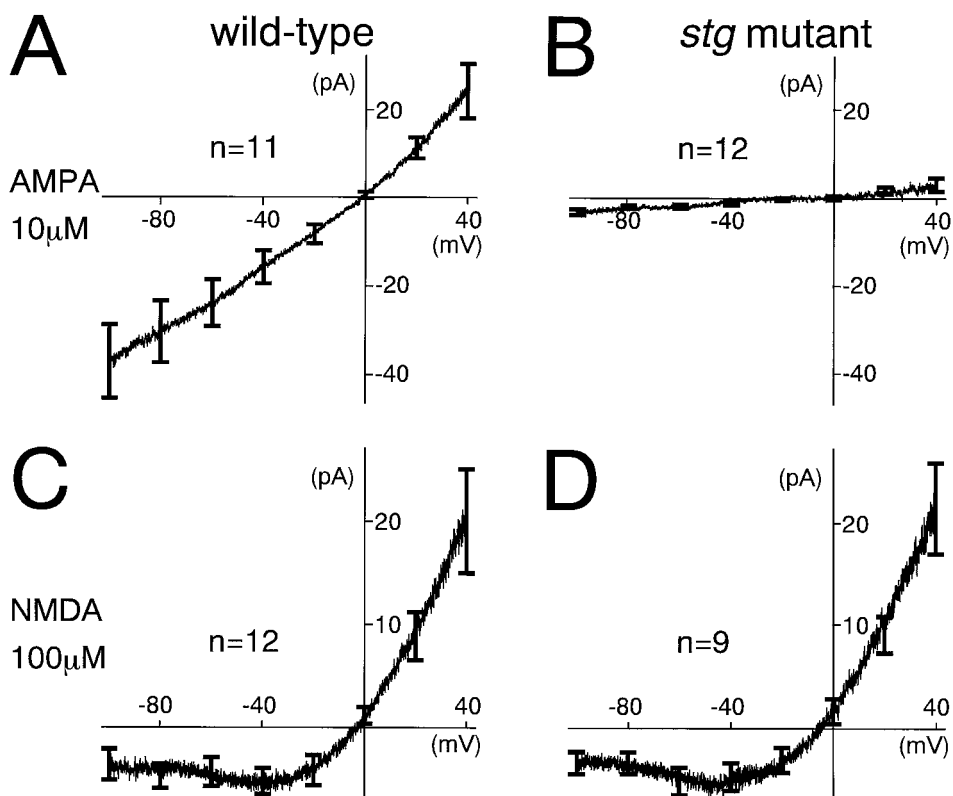 A
wild-type
(pA)
20
n=11
AMPA
10μM
-80
-40
40
(mV)
-20
-40
B
stg mutant
(pA)
20
n=12
-80
-40
40
(mV)
-20
-40
C
(pA)
20
10
NMDA
100μM
n=12
-80
-40
40
(mV)
D
(pA)
20
10
n=9
-80
-40
40
(mV)